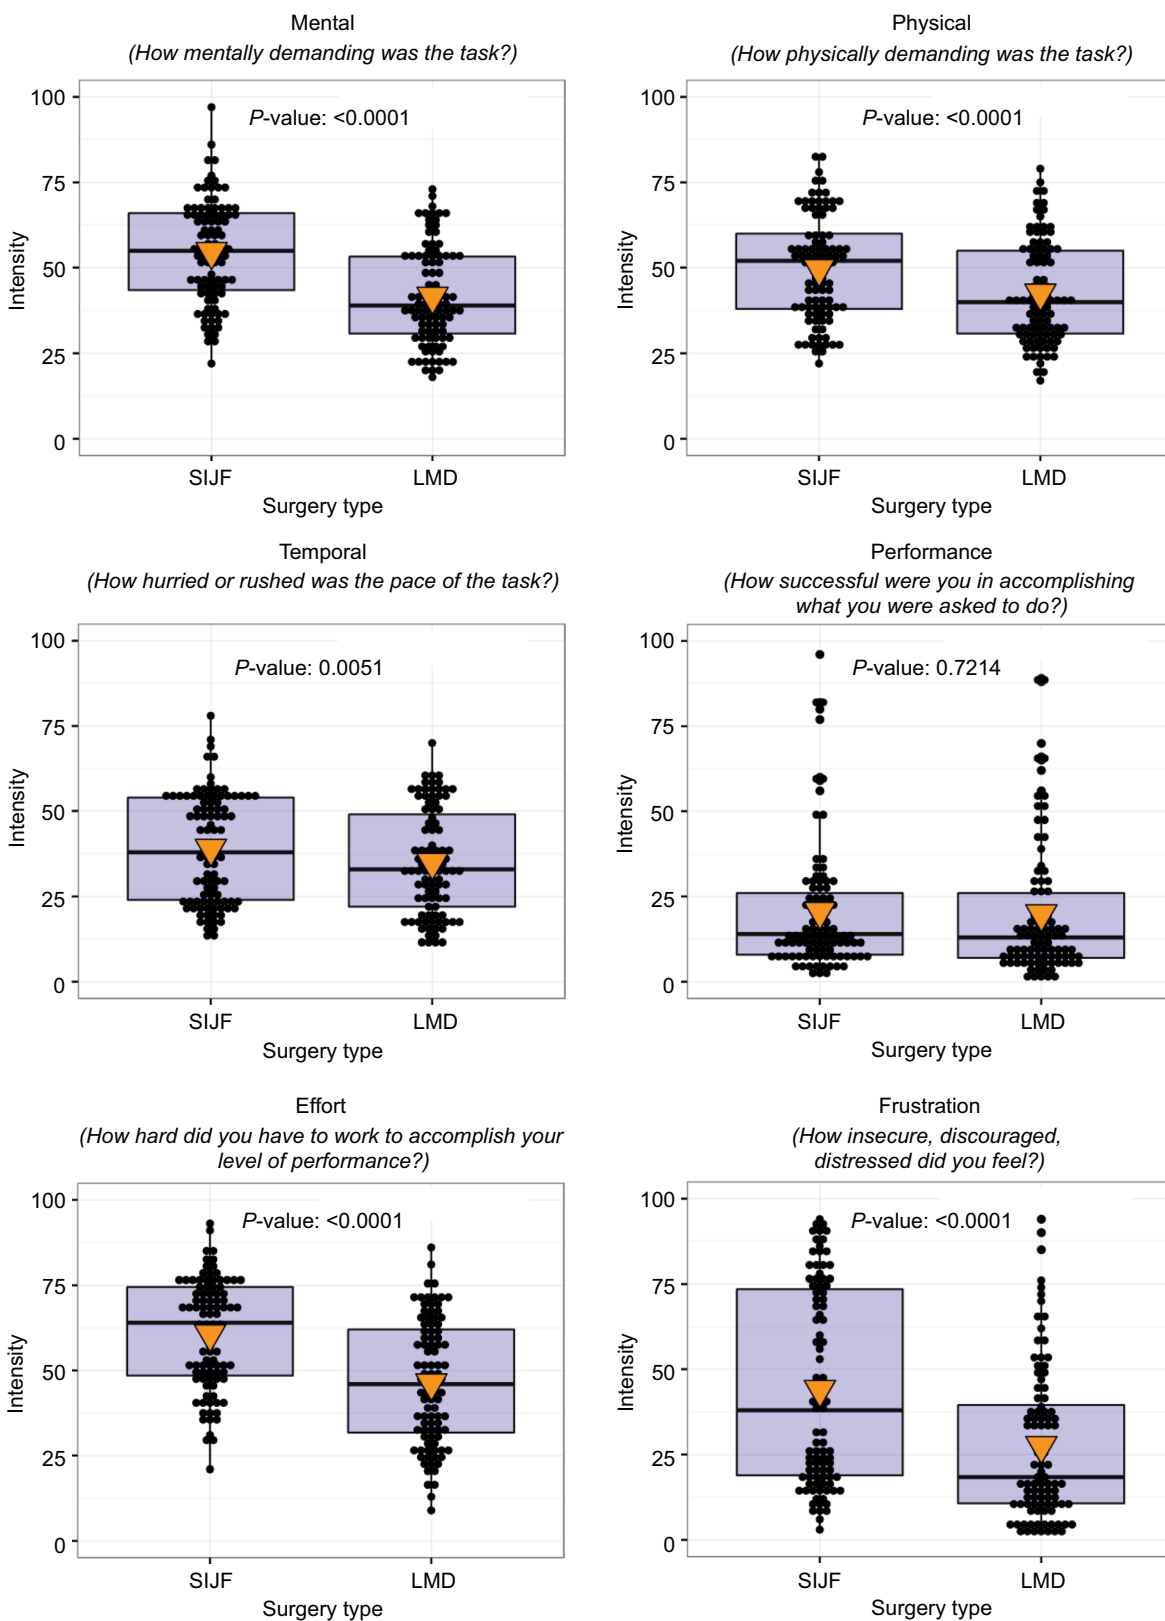 Mental
(How mentally demanding was the task?)
100
75
50
25
0
Intensity
P-value: <0.0001
SIJF
LMD
Surgery type
Physical
(How physically demanding was the task?)
100
75
50
25
0
Intensity
P-value: <0.0001
SIJF
LMD
Surgery type
Temporal
(How hurried or rushed was the pace of the task?)
100
75
50
25
0
Intensity
P-value: 0.0051
SIJF
LMD
Surgery type
Performance
(How successful were you in accomplishing
what you were asked to do?)
100
75
50
25
0
Intensity
P-value: 0.7214
SIJF
LMD
Surgery type
Effort
(How hard did you have to work to accomplish your
level of performance?)
100
75
50
25
0
Intensity
P-value: <0.0001
SIJF
LMD
Surgery type
Frustration
(How insecure, discouraged,
distressed did you feel?)
100
75
50
25
0
Intensity
P-value: <0.0001
SIJF
LMD
Surgery type